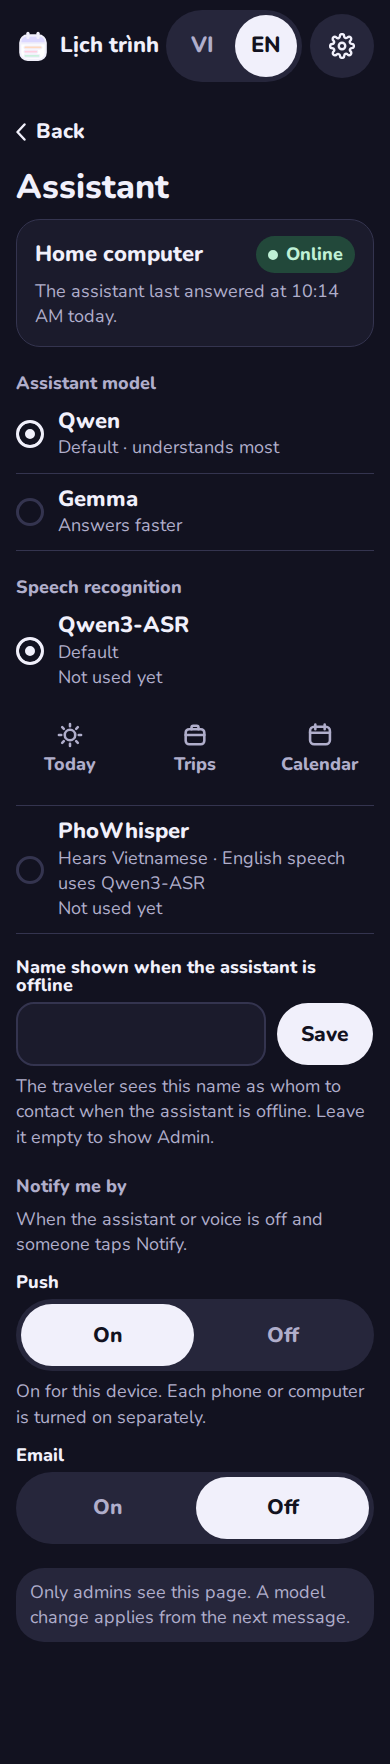 Lịch trình
VI
EN
Back
Assistant
Home computer
Online
The assistant last answered at 10:14
AM today.
Assistant model
Qwen
Default · understands most
Gemma
Answers faster
Speech recognition
Qwen3-ASR
Default
Not used yet
Today
Trips
Calendar
PhoWhisper
Hears Vietnamese · English speech
uses Qwen3-ASR
Not used yet
Name shown when the assistant is
offline
Save
The traveler sees this name as whom to
contact when the assistant is offline. Leave
it empty to show Admin.
Notify me by
When the assistant or voice is off and
someone taps Notify.
Push
On
Off
On for this device. Each phone or computer
is turned on separately.
Email
On
Off
Only admins see this page. A model
change applies from the next message.